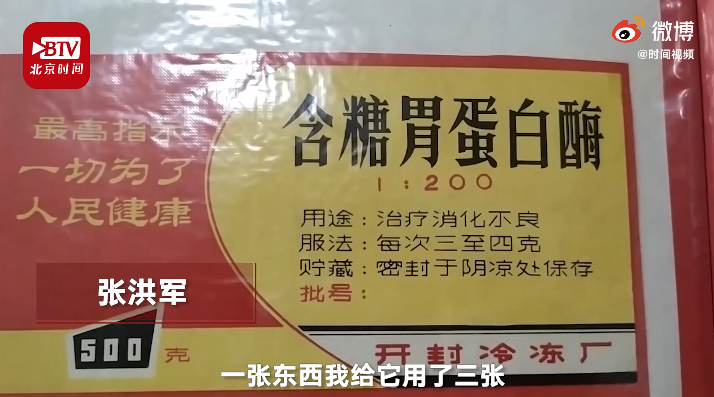 BTV
北京时间
微博
@时间视频
最高指示
一切为了
人民健康
含糖胃蛋白酶
1:200
用途:治疗消化不良
服法:每次三至四克
贮藏:密封于阴凉处保存
批号:
张洪军
500克
开封冷冻厂
一张东西我给它用了三张